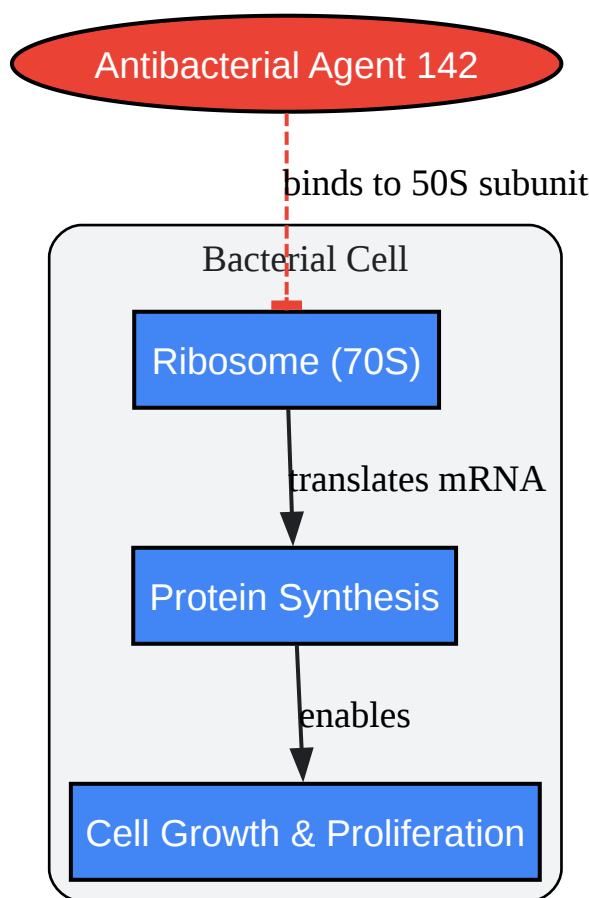 Antibacterial Agent 142
binds to 50S subunit
Bacterial Cell
Ribosome (70S)
translates mRNA
Protein Synthesis
enables
Cell Growth & Proliferation